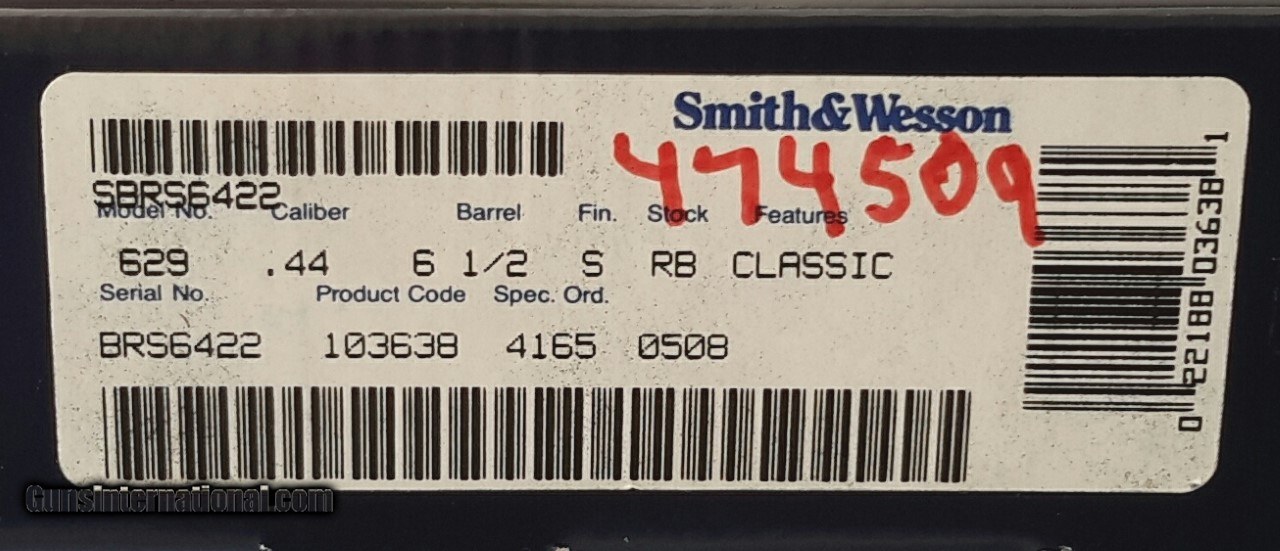 Smith&Wesson
474509
SBRS6422
Model No. Caliber Barrel Fin. Stock Features
629 .44 6 1/2 S RB CLASSIC
Serial No. Product Code Spec. Ord.
BRS6422 103638 4165 0508
0 22188 03638 1
GunsInternational.com